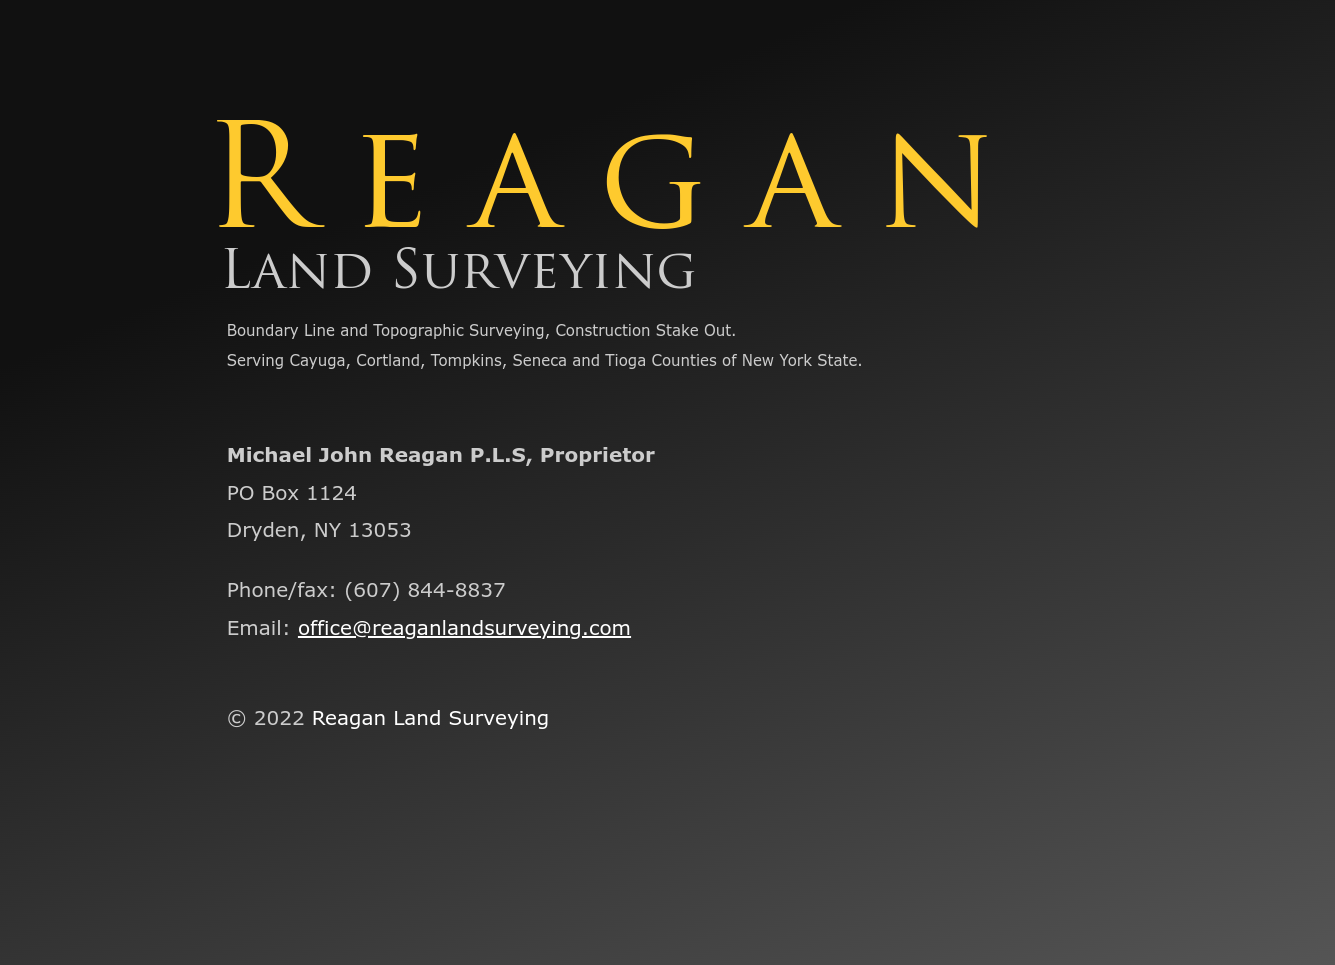 REAGAN
LAND SURVEYING
Boundary Line and Topographic Surveying, Construction Stake Out.
Serving Cayuga, Cortland, Tompkins, Seneca and Tioga Counties of New York State.
Michael John Reagan P.L.S, Proprietor
PO Box 1124
Dryden, NY 13053
Phone/fax: (607) 844-8837
Email: office@reaganlandsurveying.com
© 2022 Reagan Land Surveying